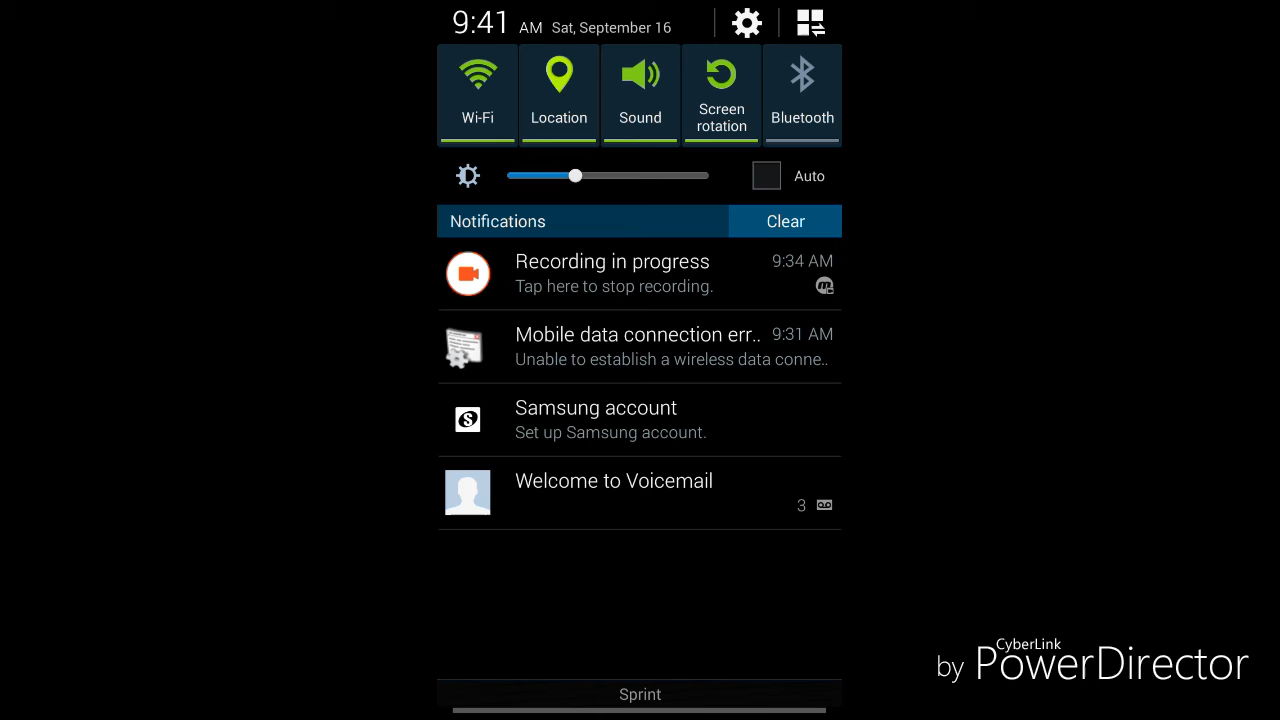 9:41 AM Sat, September 16
Wi-Fi
Location
Sound
Screen
rotation
Bluetooth
Auto
Notifications
Clear
Recording in progress
9:34 AM
Tap here to stop recording.
Mobile data connection err..
9:31 AM
Unable to establish a wireless data conne..
Samsung account
Set up Samsung account.
Welcome to Voicemail
3
Sprint
CyberLink
by PowerDirector